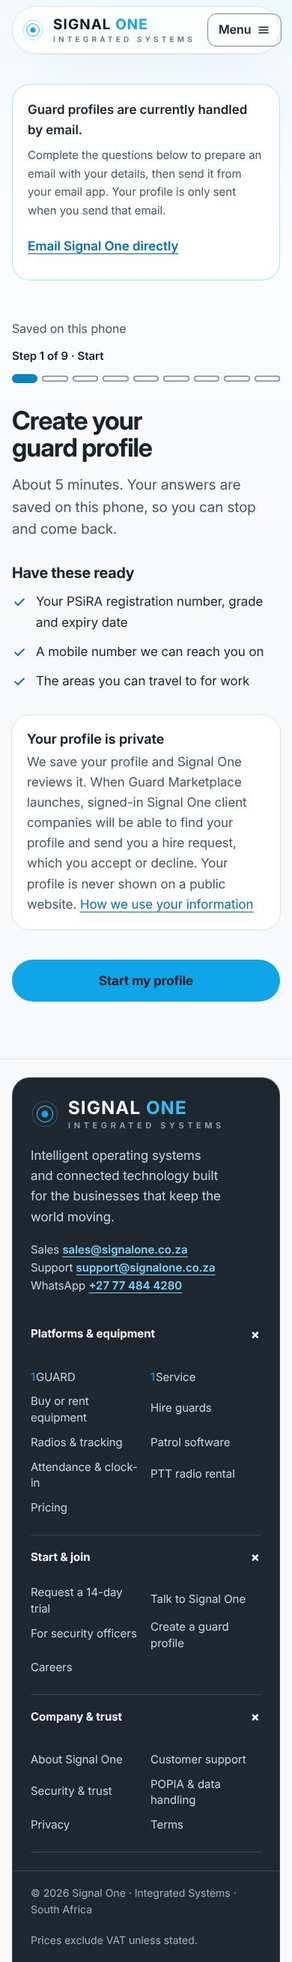 SIGNAL ONE
INTEGRATED SYSTEMS
Menu
Guard profiles are currently handled
by email.
Complete the questions below to prepare an
email with your details, then send it from
your email app. Your profile is only sent
when you send that email.
Email Signal One directly
Saved on this phone
Step 1 of 9 · Start
Create your
guard profile
About 5 minutes. Your answers are
saved on this phone, so you can stop
and come back.
Have these ready
Your PSiRA registration number, grade
and expiry date
A mobile number we can reach you on
The areas you can travel to for work
Your profile is private
We save your profile and Signal One
reviews it. When Guard Marketplace
launches, signed-in Signal One client
companies will be able to find your
profile and send you a hire request,
which you accept or decline. Your
profile is never shown on a public
website. How we use your information
Start my profile
SIGNAL ONE
INTEGRATED SYSTEMS
Intelligent operating systems
and connected technology built
for the businesses that keep the
world moving.
Sales sales@signalone.co.za
Support support@signalone.co.za
WhatsApp +27 77 484 4280
Platforms & equipment
1GUARD
1Service
Buy or rent
equipment
Hire guards
Radios & tracking
Patrol software
Attendance & clock-
in
PTT radio rental
Pricing
Start & join
Request a 14-day
trial
Talk to Signal One
For security officers
Create a guard
profile
Careers
Company & trust
About Signal One
Customer support
Security & trust
POPIA & data
handling
Privacy
Terms
© 2026 Signal One · Integrated Systems ·
South Africa
Prices exclude VAT unless stated.